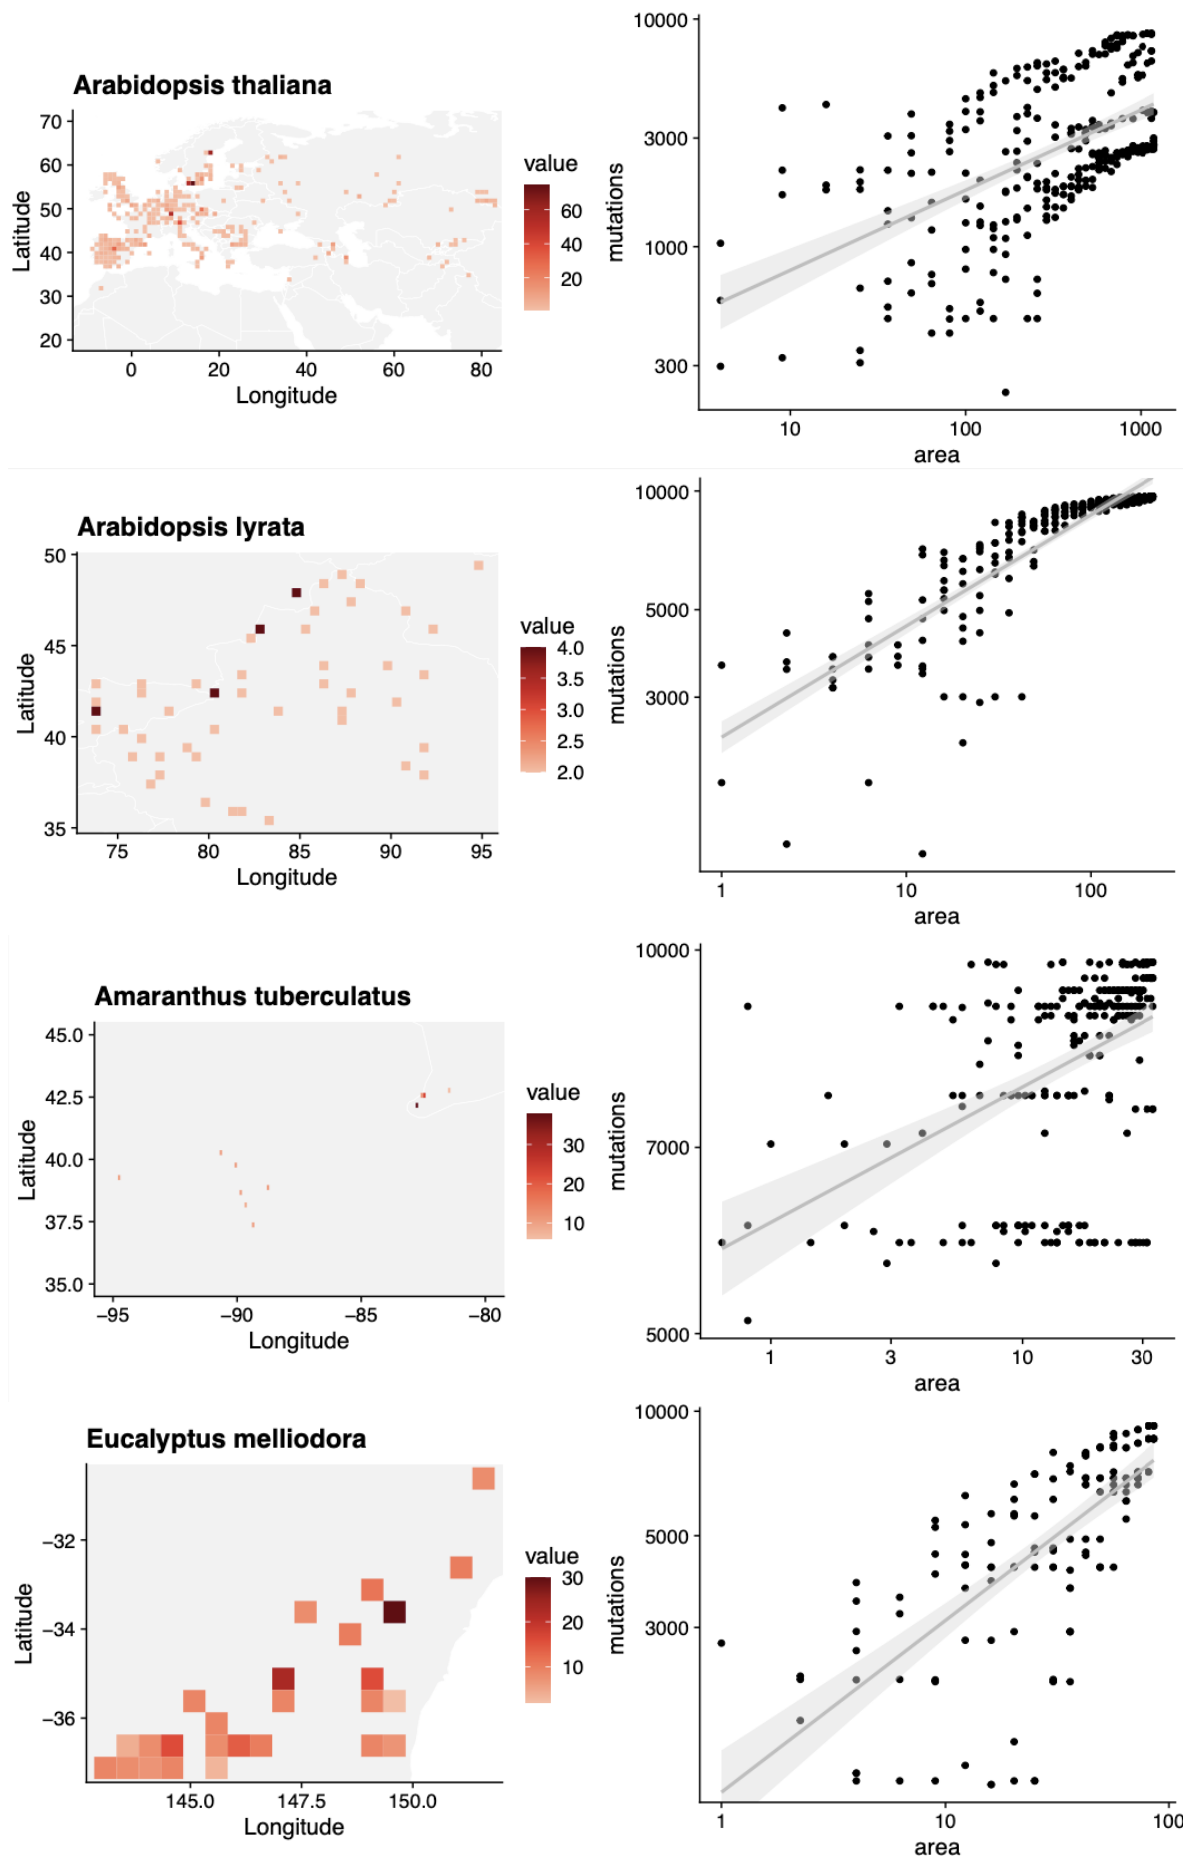 Arabidopsis thaliana
70
60
50
40
30
20
Latitude
0 20 40 60 80
Longitude
value
60
40
20
10000
3000
1000
300
mutations
10 100 1000
area
Arabidopsis lyrata
50
45
40
35
Latitude
75 80 85 90 95
Longitude
value
4.0
3.5
3.0
2.5
2.0
10000
5000
3000
mutations
1 10 100
area
Amaranthus tuberculatus
45.0
42.5
40.0
37.5
35.0
Latitude
−95 −90 −85 −80
Longitude
value
30
20
10
10000
7000
5000
mutations
1 3 10 30
area
Eucalyptus melliodora
−32
−34
−36
Latitude
145.0 147.5 150.0
Longitude
value
30
20
10
10000
5000
3000
mutations
1 10 100
area